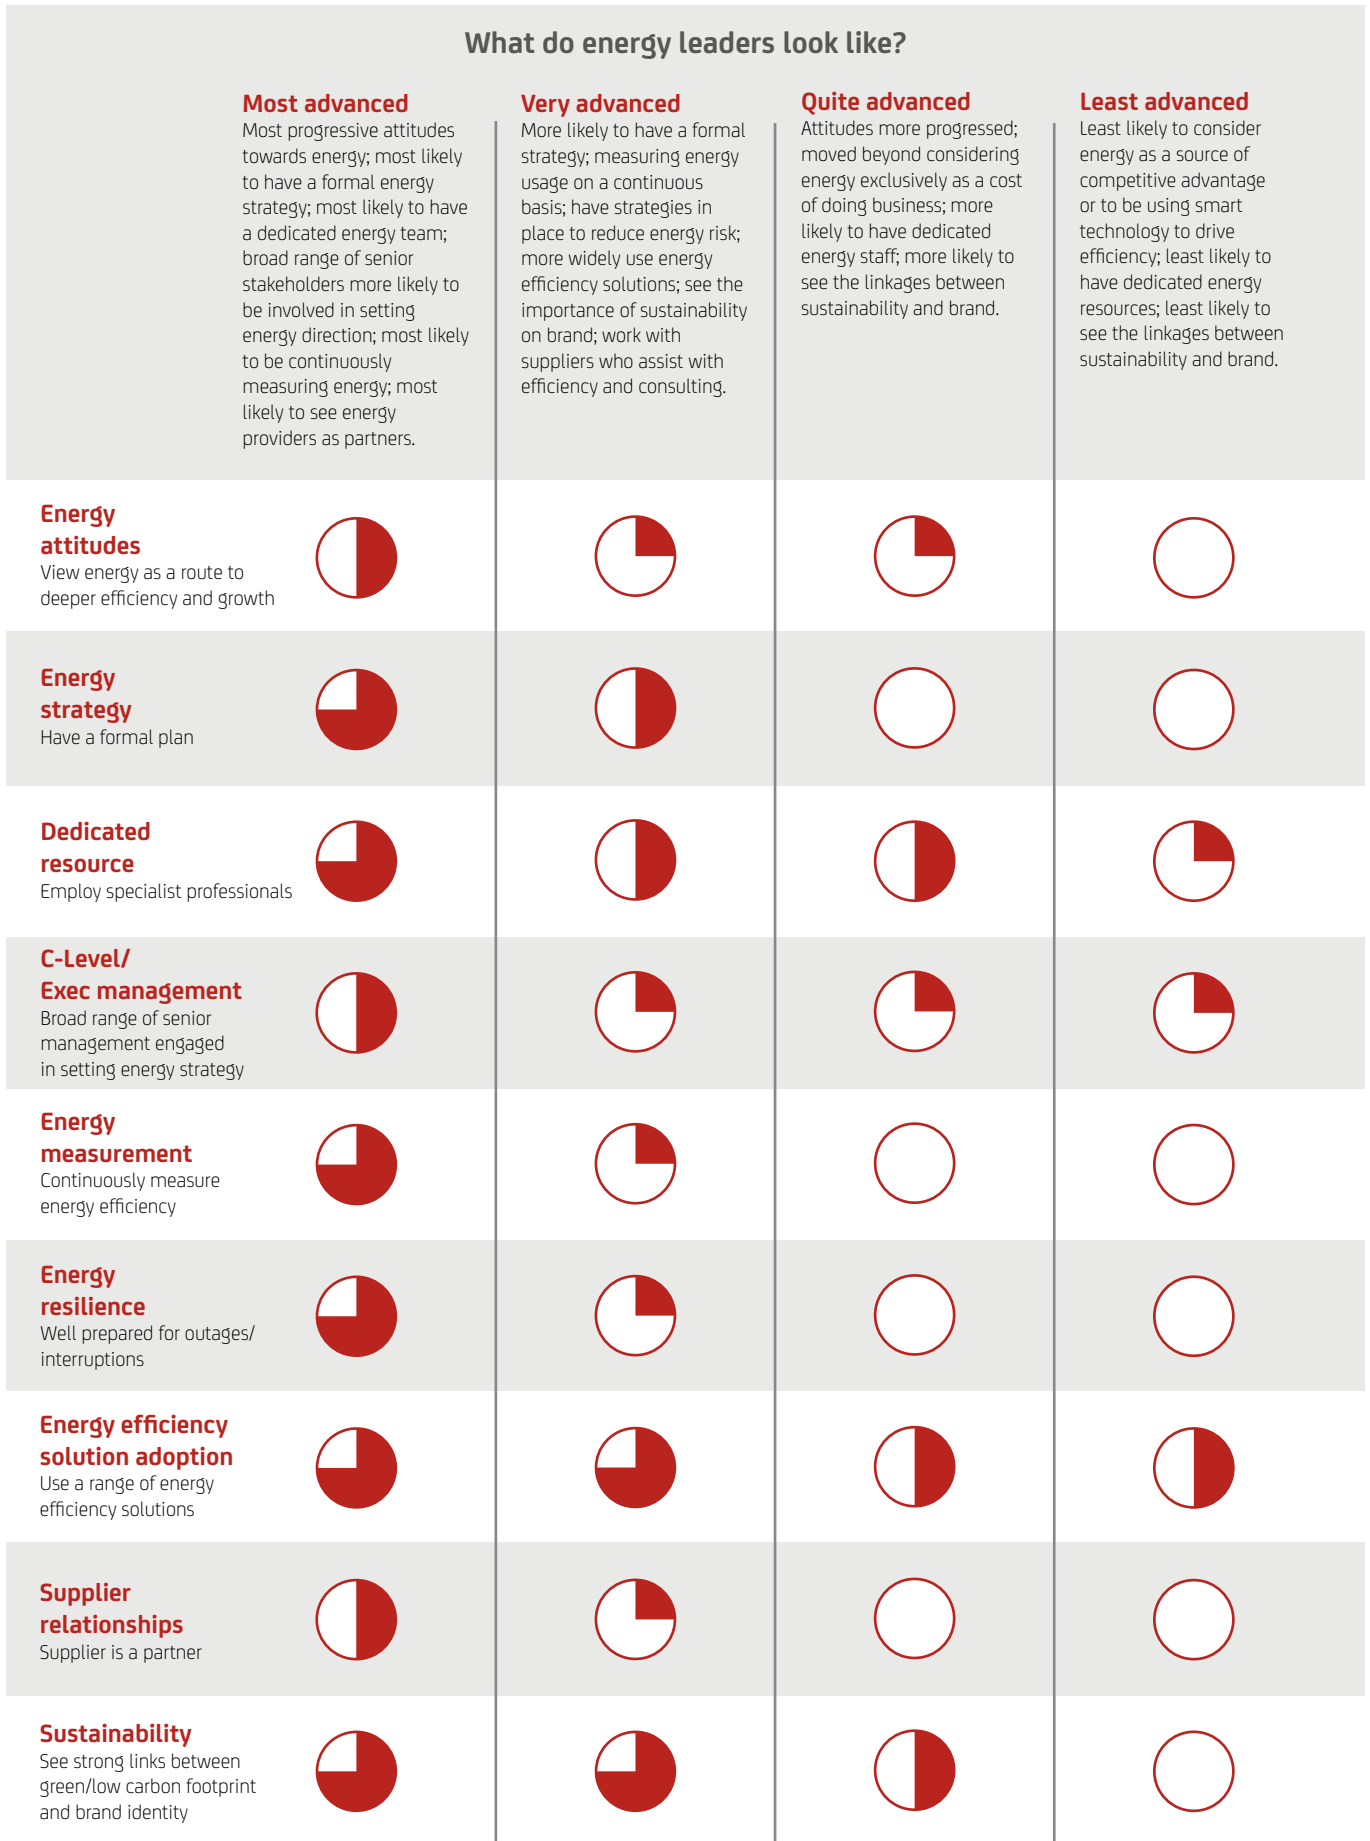 What do energy leaders look like?
Most advanced
Most progressive attitudes
towards energy; most likely
to have a formal energy
strategy; most likely to have
a dedicated energy team;
broad range of senior
stakeholders more likely to
be involved in setting
energy direction; most likely
to be continuously
measuring energy; most
likely to see energy
providers as partners.
Very advanced
More likely to have a formal
strategy; measuring energy
usage on a continuous
basis; have strategies in
place to reduce energy risk;
more widely use energy
efficiency solutions; see the
importance of sustainability
on brand; work with
suppliers who assist with
efficiency and consulting.
Quite advanced
Attitudes more progressed;
moved beyond considering
energy exclusively as a cost
of doing business; more
likely to have dedicated
energy staff; more likely to
see the linkages between
sustainability and brand.
Least advanced
Least likely to consider
energy as a source of
competitive advantage
or to be using smart
technology to drive
efficiency; least likely to
have dedicated energy
resources; least likely to
see the linkages between
sustainability and brand.
Energy
attitudes
View energy as a route to
deeper efficiency and growth
Energy
strategy
Have a formal plan
Dedicated
resource
Employ specialist professionals
C-Level/
Exec management
Broad range of senior
management engaged
in setting energy strategy
Energy
measurement
Continuously measure
energy efficiency
Energy
resilience
Well prepared for outages/
interruptions
Energy efficiency
solution adoption
Use a range of energy
efficiency solutions
Supplier
relationships
Supplier is a partner
Sustainability
See strong links between
green/low carbon footprint
and brand identity